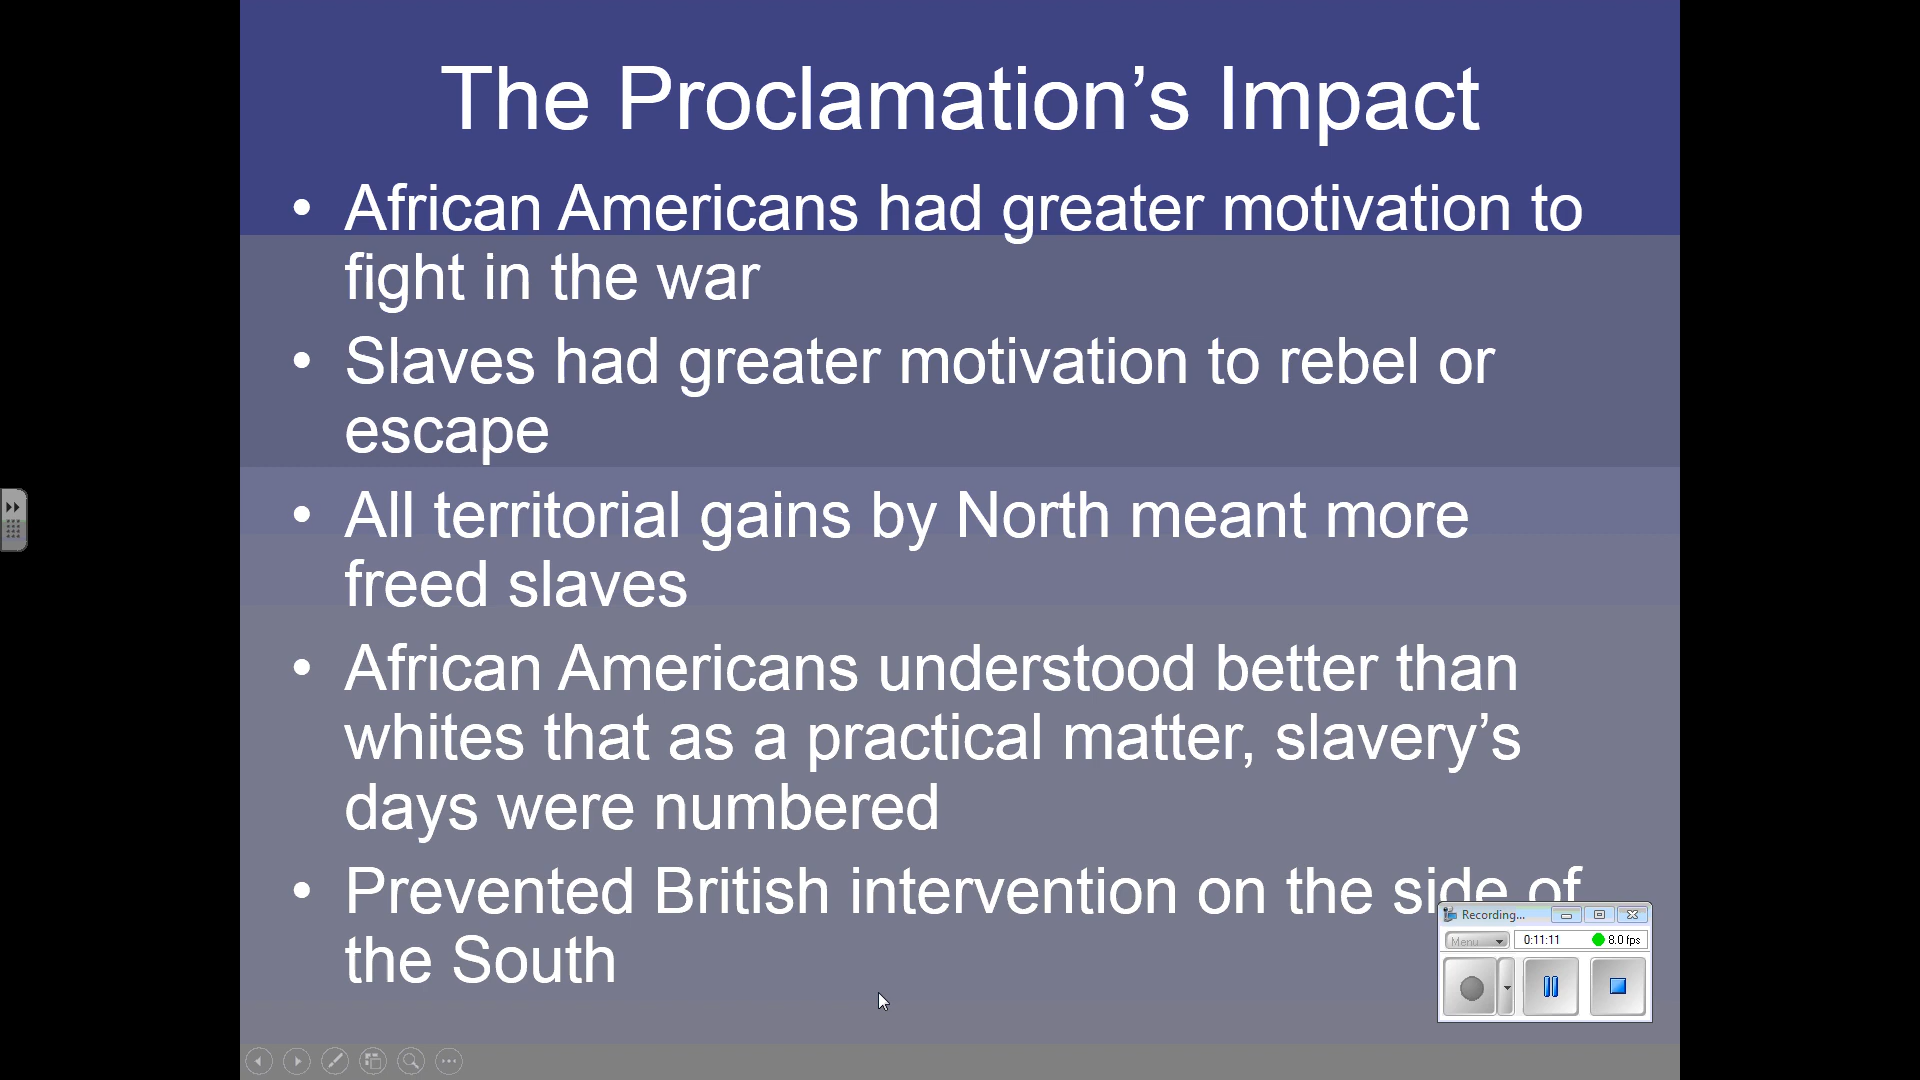 The Proclamation’s Impact
• African Americans had greater motivation to
fight in the war
• Slaves had greater motivation to rebel or
escape
• All territorial gains by North meant more
freed slaves
• African Americans understood better than
whites that as a practical matter, slavery’s
days were numbered
• Prevented British intervention on the side of
the South
Recording...
Menu 0:11:11 8.0 fps